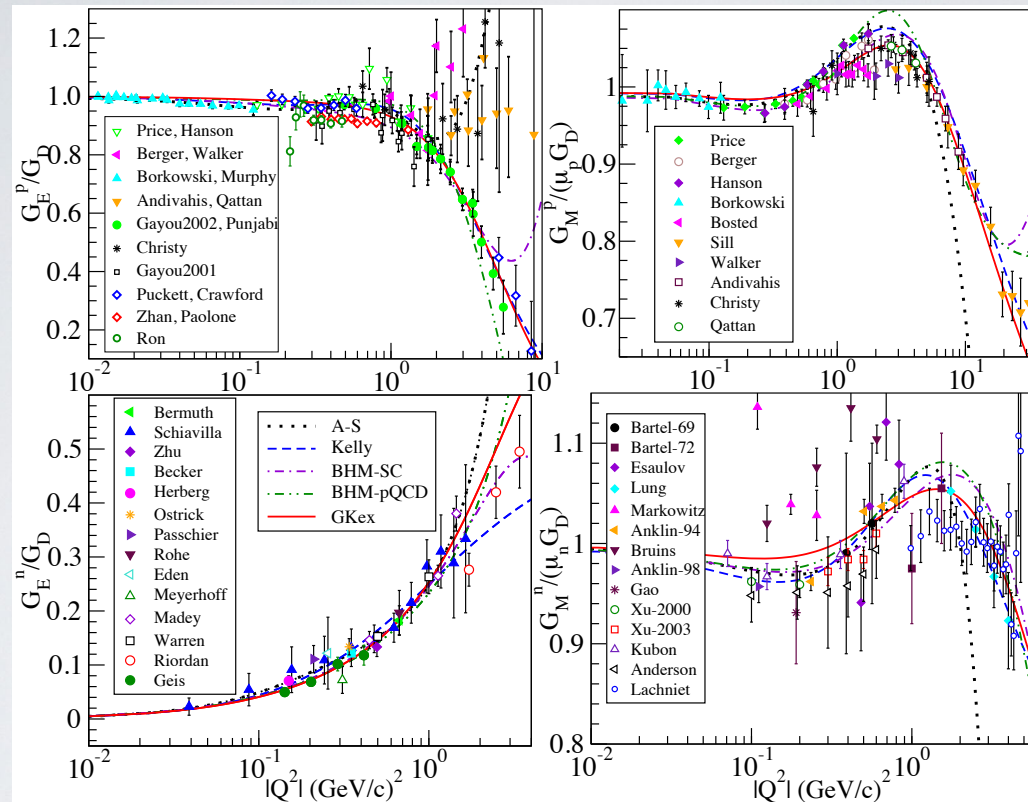 1.2
1.0
0.8
0.6
0.4
0.2
G_E^p/G_D
Price, Hanson
Berger, Walker
Borkowski, Murphy
Andivahis, Qattan
Gayou2002, Punjabi
Christy
Gayou2001
Puckett, Crawford
Zhan, Paolone
Ron
10^-2
10^-1
10^0
10^1
1
0.9
0.8
0.7
G_M^p/(μ_pG_D)
Price
Berger
Hanson
Borkowski
Bosted
Sill
Walker
Andivahis
Christy
Qattan
10^-2
10^-1
10^0
10^1
0.5
0.4
0.3
0.2
0.1
0
G_E^n/G_D
Bermuth
Schiavilla
Zhu
Becker
Herberg
Ostrick
Passchier
Rohe
Eden
Meyerhoff
Madey
Warren
Riordan
Geis
A-S
Kelly
BHM-SC
BHM-pQCD
GKex
10^-2
10^-1
10^0
|Q^2| (GeV/c)^2
1.1
1
0.9
0.8
G_M^n/(μ_nG_D)
Bartel-69
Bartel-72
Esaulov
Lung
Markowitz
Anklin-94
Bruins
Anklin-98
Gao
Xu-2000
Xu-2003
Kubon
Anderson
Lachniet
10^-2
10^-1
10^0
|Q^2| (GeV/c)^2